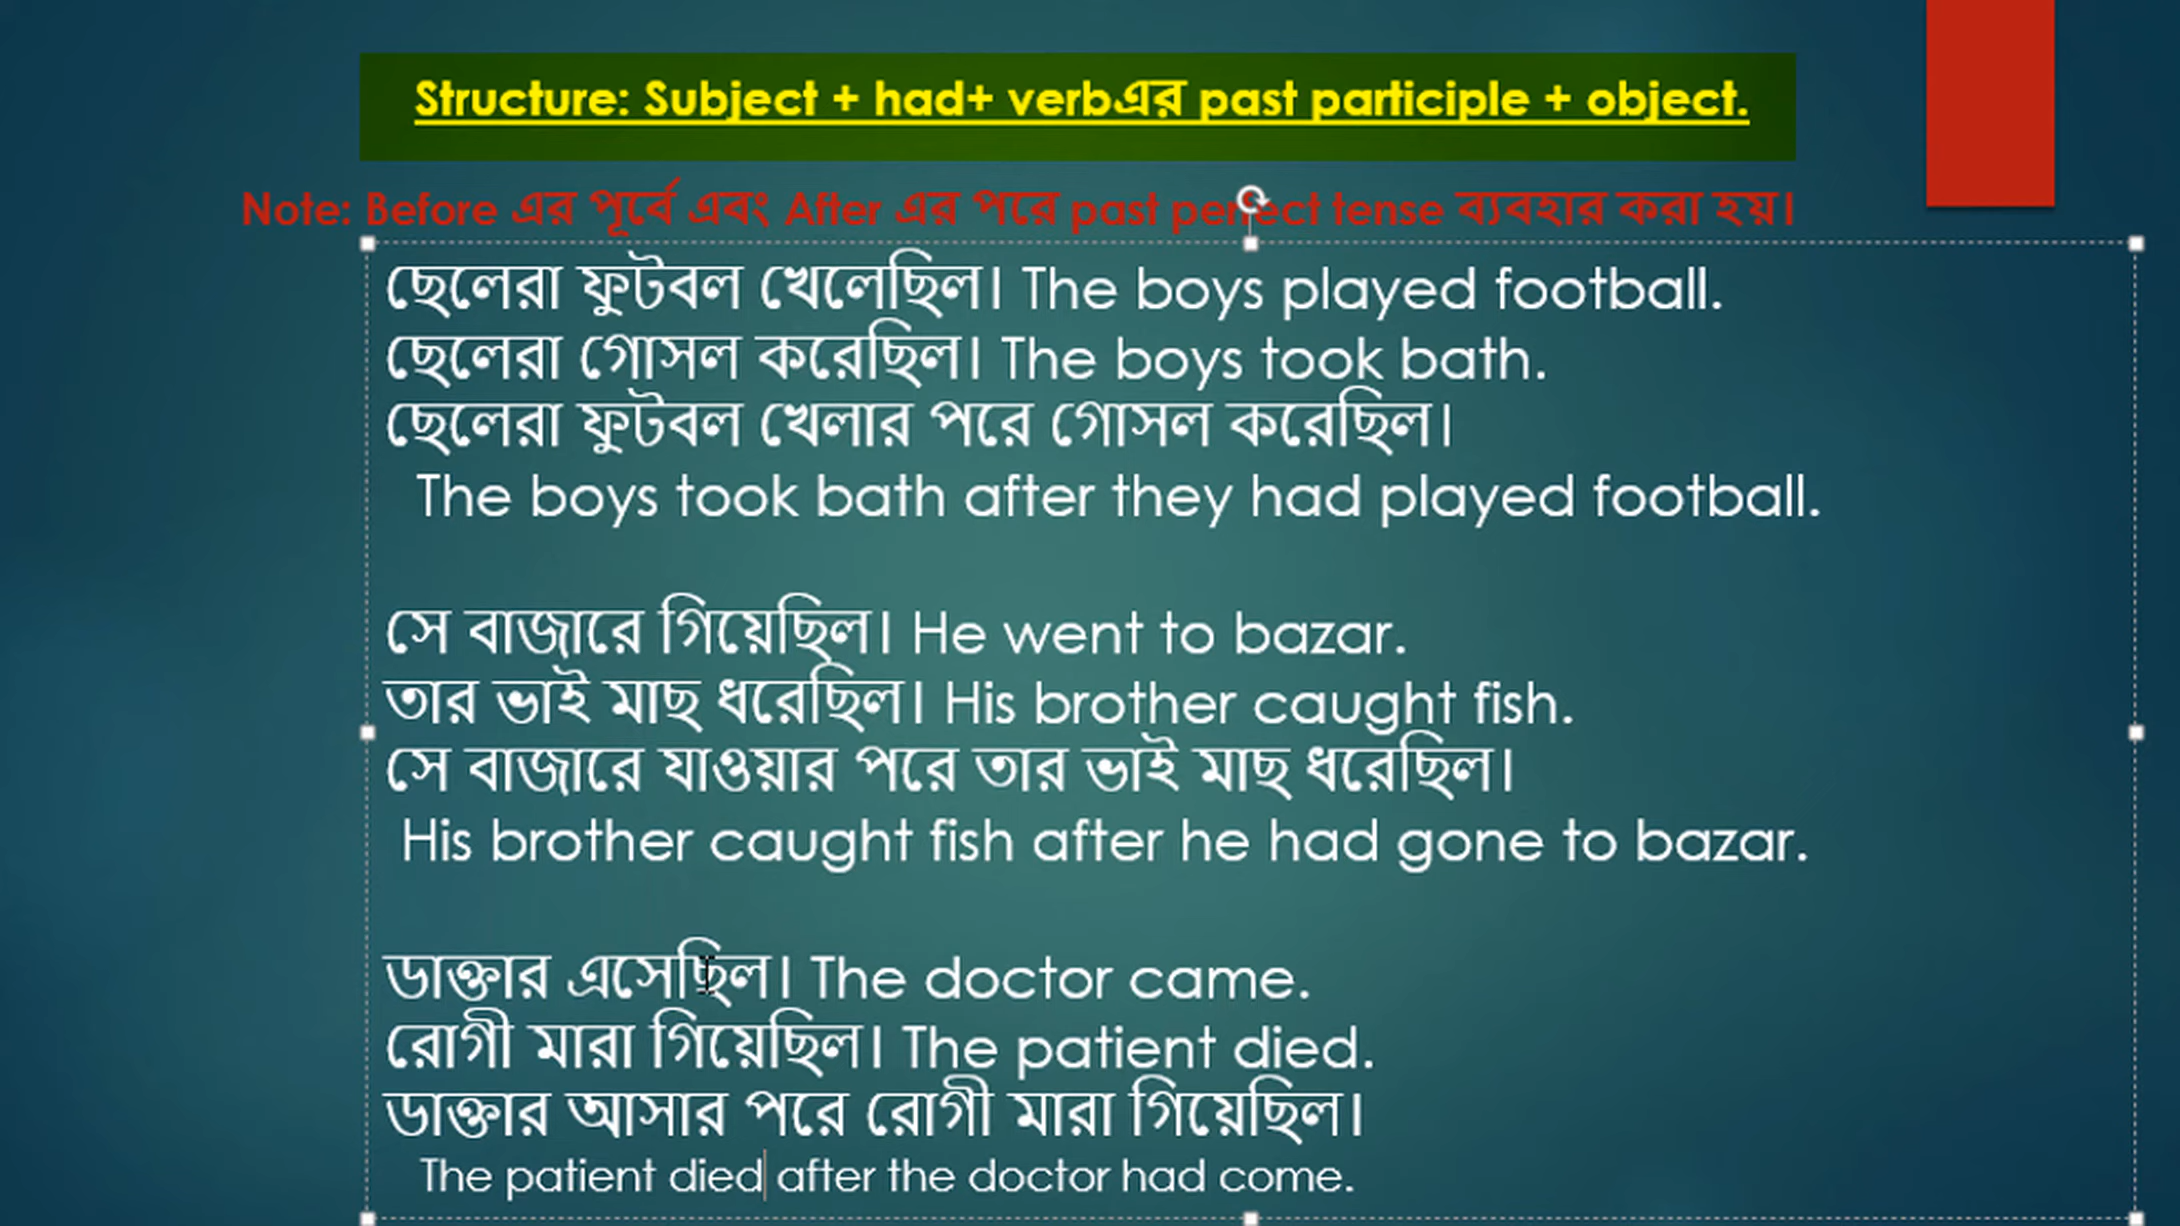 Structure: Subject + had+ verbএর past participle + object.
Note: Before এর পূর্বে এবং After এর পরে past perfect tense ব্যবহার করা হয়।
ছেলেরা ফুটবল খেলেছিল। The boys played football.
ছেলেরা গোসল করেছিল। The boys took bath.
ছেলেরা ফুটবল খেলার পরে গোসল করেছিল।
The boys took bath after they had played football.
সে বাজারে গিয়েছিল। He went to bazar.
তার ভাই মাছ ধরেছিল। His brother caught fish.
সে বাজারে যাওয়ার পরে তার ভাই মাছ ধরেছিল।
His brother caught fish after he had gone to bazar.
ডাক্তার এসেছিল। The doctor came.
রোগী মারা গিয়েছিল। The patient died.
ডাক্তার আসার পরে রোগী মারা গিয়েছিল।
The patient died after the doctor had come.